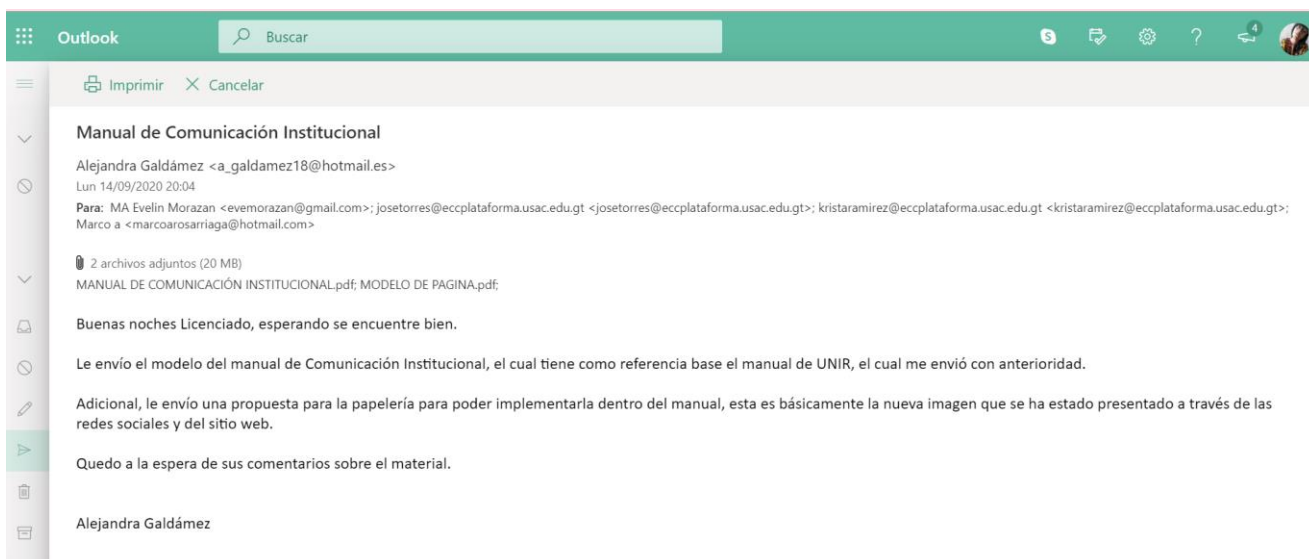 Outlook
Buscar
S
?
4
Imprimir
Cancelar
Manual de Comunicación Institucional
Alejandra Galdámez <a_galdamez18@hotmail.es>
Lun 14/09/2020 20:04
Para: MA Evelin Morazan <evemorazan@gmail.com>; josetorres@eccplataforma.usac.edu.gt <josetorres@eccplataforma.usac.edu.gt>; kristaramirez@eccplataforma.usac.edu.gt <kristaramirez@eccplataforma.usac.edu.gt>;
Marco a <marcoarosarriaga@hotmail.com>
2 archivos adjuntos (20 MB)
MANUAL DE COMUNICACIÓN INSTITUCIONAL.pdf; MODELO DE PAGINA.pdf;
Buenas noches Licenciado, esperando se encuentre bien.
Le envío el modelo del manual de Comunicación Institucional, el cual tiene como referencia base el manual de UNIR, el cual me envió con anterioridad.
Adicional, le envío una propuesta para la papelería para poder implementarla dentro del manual, esta es básicamente la nueva imagen que se ha estado presentado a través de las
redes sociales y del sitio web.
Quedo a la espera de sus comentarios sobre el material.
Alejandra Galdámez